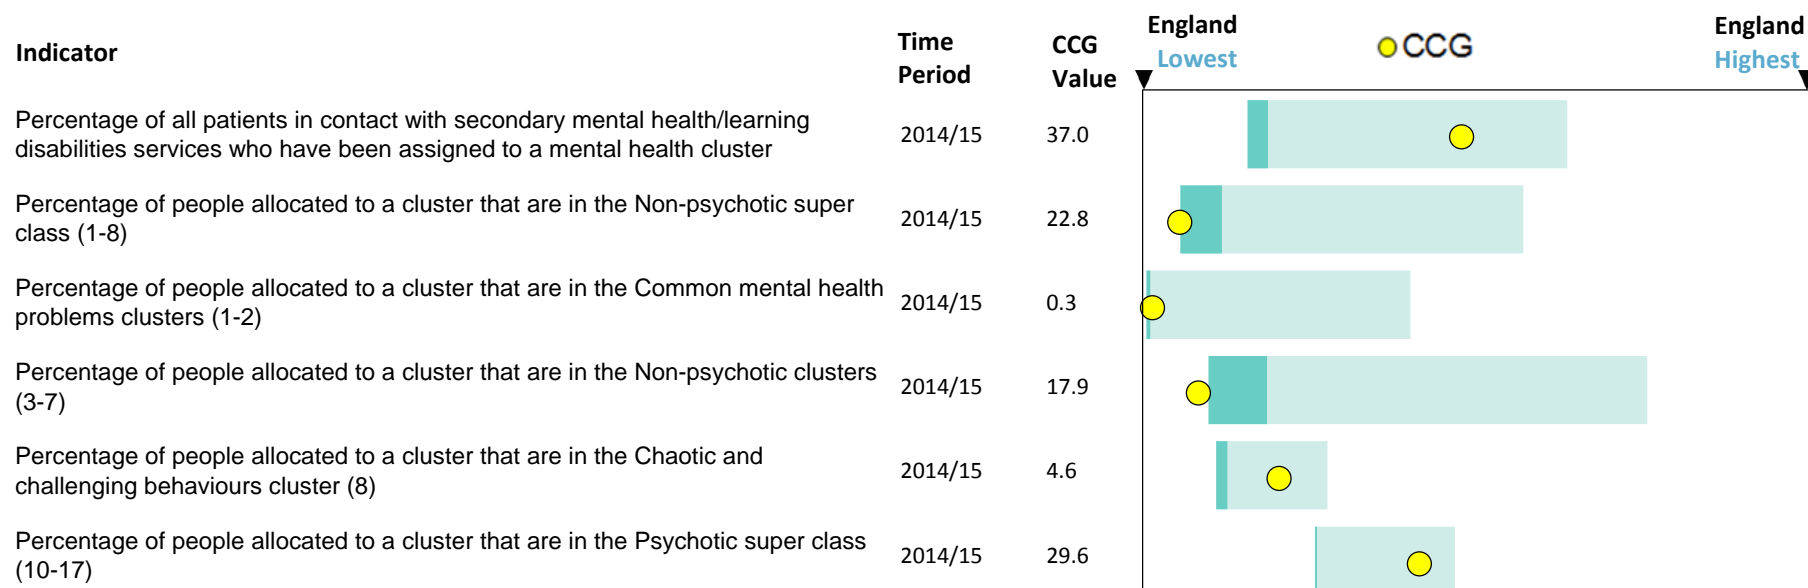 Indicator
Time Period
CCG Value
England Lowest
CCG
England Highest
Percentage of all patients in contact with secondary mental health/learning
disabilities services who have been assigned to a mental health cluster
2014/15
37.0
Percentage of people allocated to a cluster that are in the Non-psychotic super
class (1-8)
2014/15
22.8
Percentage of people allocated to a cluster that are in the Common mental health
problems clusters (1-2)
2014/15
0.3
Percentage of people allocated to a cluster that are in the Non-psychotic clusters
(3-7)
2014/15
17.9
Percentage of people allocated to a cluster that are in the Chaotic and
challenging behaviours cluster (8)
2014/15
4.6
Percentage of people allocated to a cluster that are in the Psychotic super class
(10-17)
2014/15
29.6